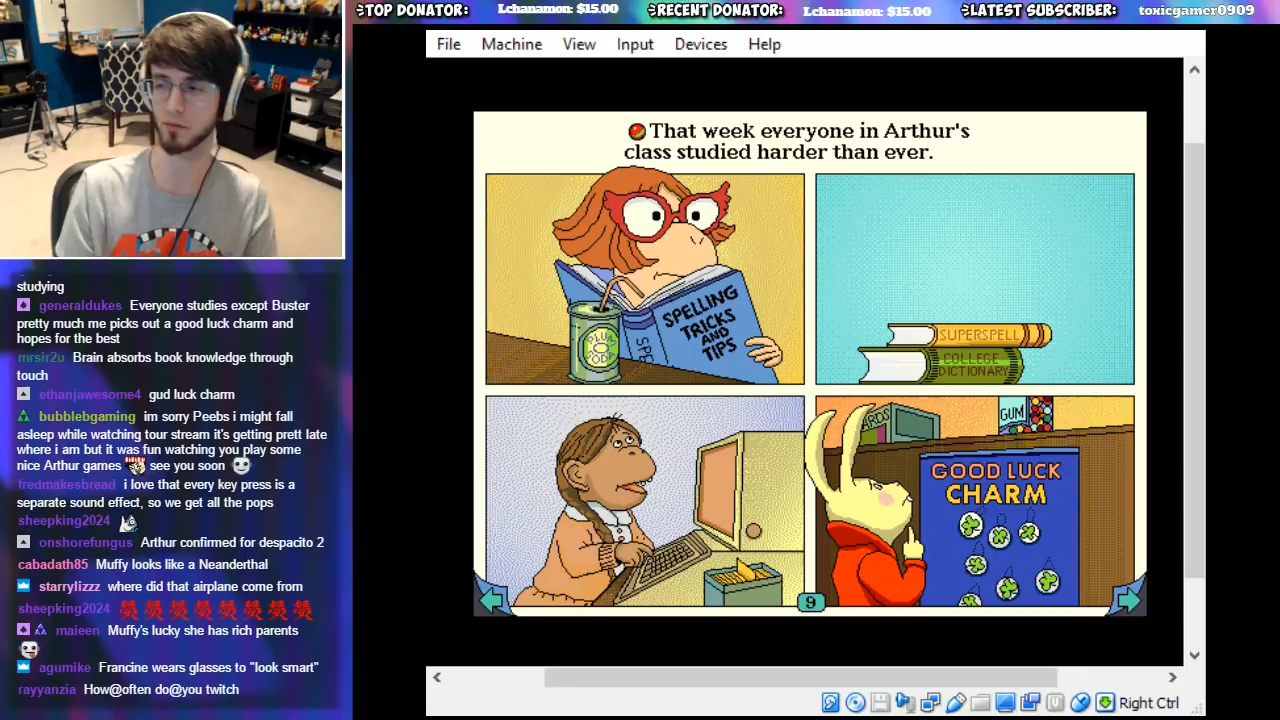 TOP DONATOR: Lchanamon: $15.00 RECENT DONATOR: Lchanamon: $15.00 LATEST SUBSCRIBER: toxicgamer0909
File Machine View Input Devices Help
That week everyone in Arthur's
class studied harder than ever.
SPELLING
TRICKS
AND
TIPS
SPE
PLUM
SODA
SUPERSPELL
COLLEGE
DICTIONARY
GUM
GOOD LUCK
CHARM
9
Right Ctrl
studying
generaldukes Everyone studies except Buster
pretty much me picks out a good luck charm and
hopes for the best
mrsir2u Brain absorbs book knowledge through
touch
ethanjawesome4 gud luck charm
bubblebgaming im sorry Peebs i might fall
asleep while watching tour stream it's getting prett late
where i am but it was fun watching you play some
nice Arthur games see you soon
fredmakesbread i love that every key press is a
separate sound effect, so we get all the pops
sheepking2024
onshorefungus Arthur confirmed for despacito 2
cabadath85 Muffy looks like a Neanderthal
starrylizzz where did that airplane come from
sheepking2024
maieen Muffy's lucky she has rich parents
agumike Francine wears glasses to "look smart"
rayyanzia How@often do@you twitch